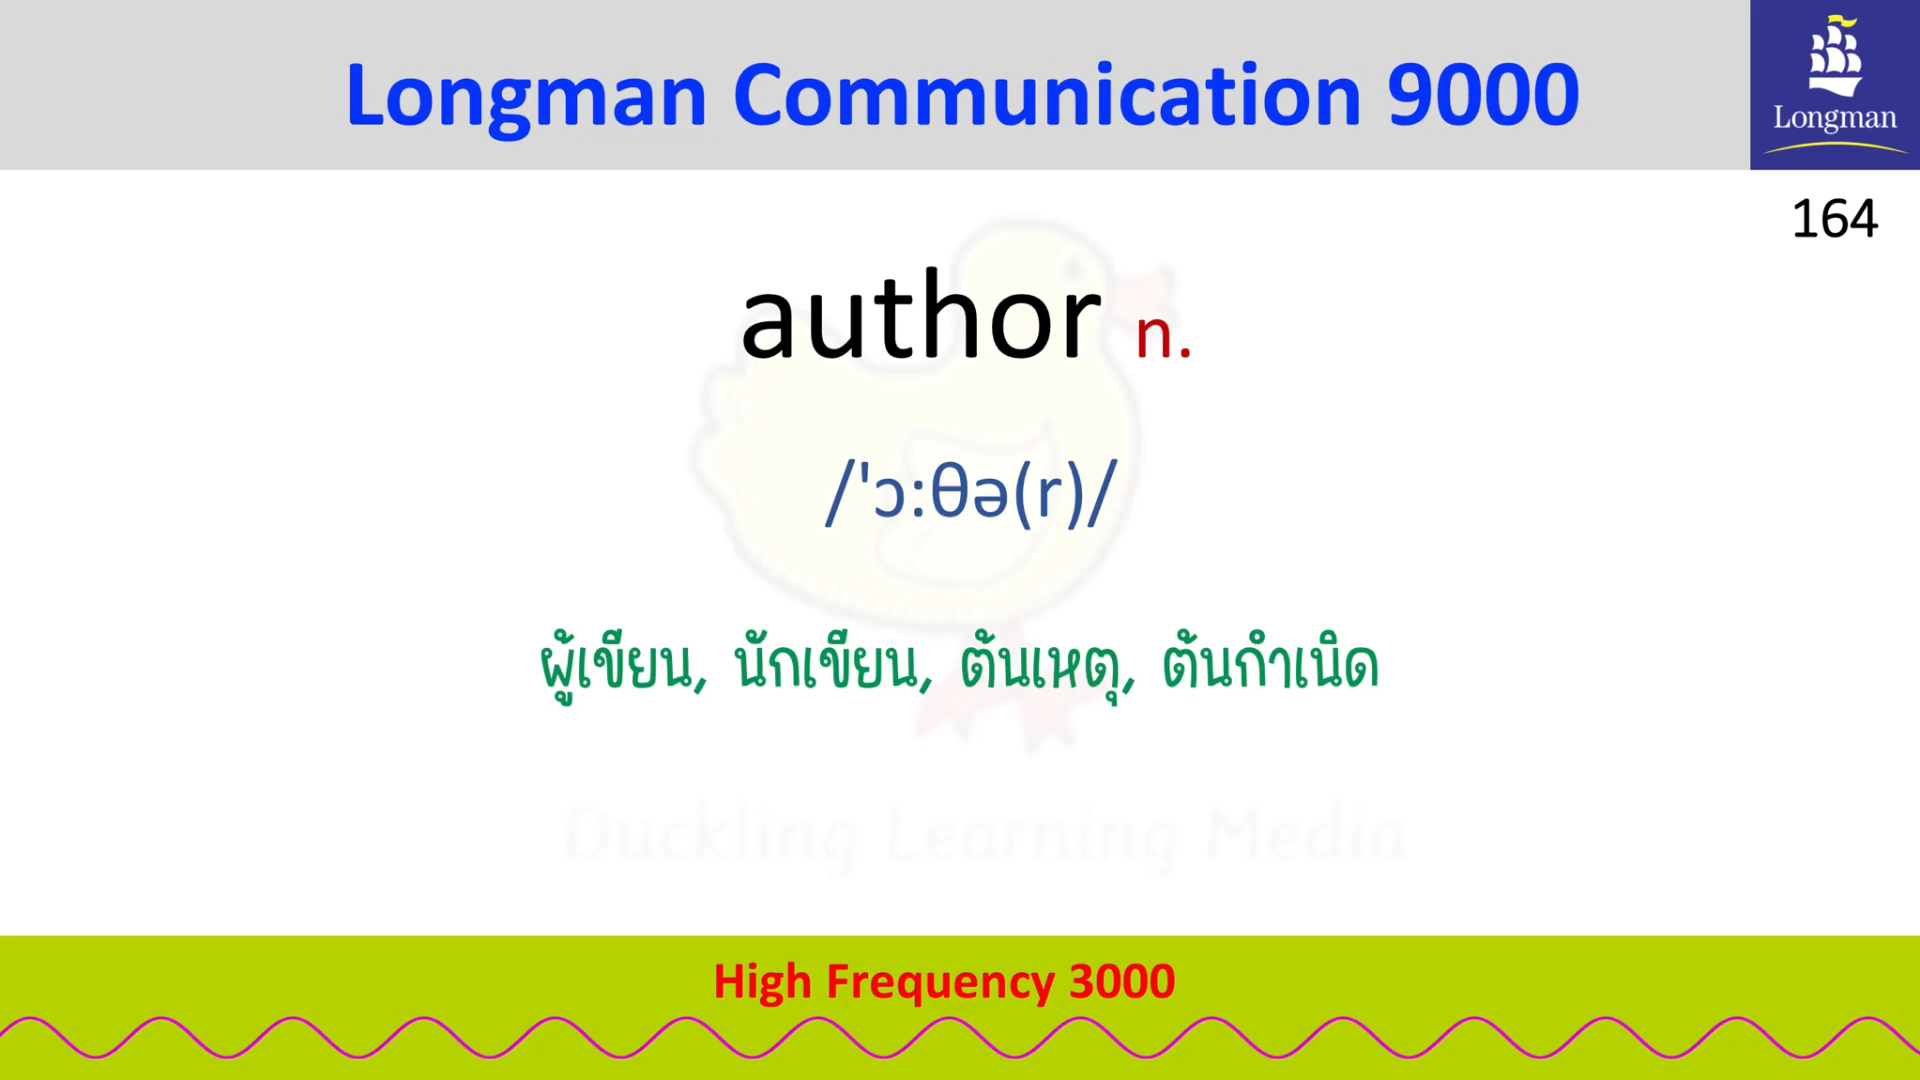 Longman Communication 9000
Longman
164
author n.
/'ɔ:θə(r)/
ผู้เขียน, นักเขียน, ต้นเหตุ, ต้นกำเนิด
Duckling Learning Media
High Frequency 3000